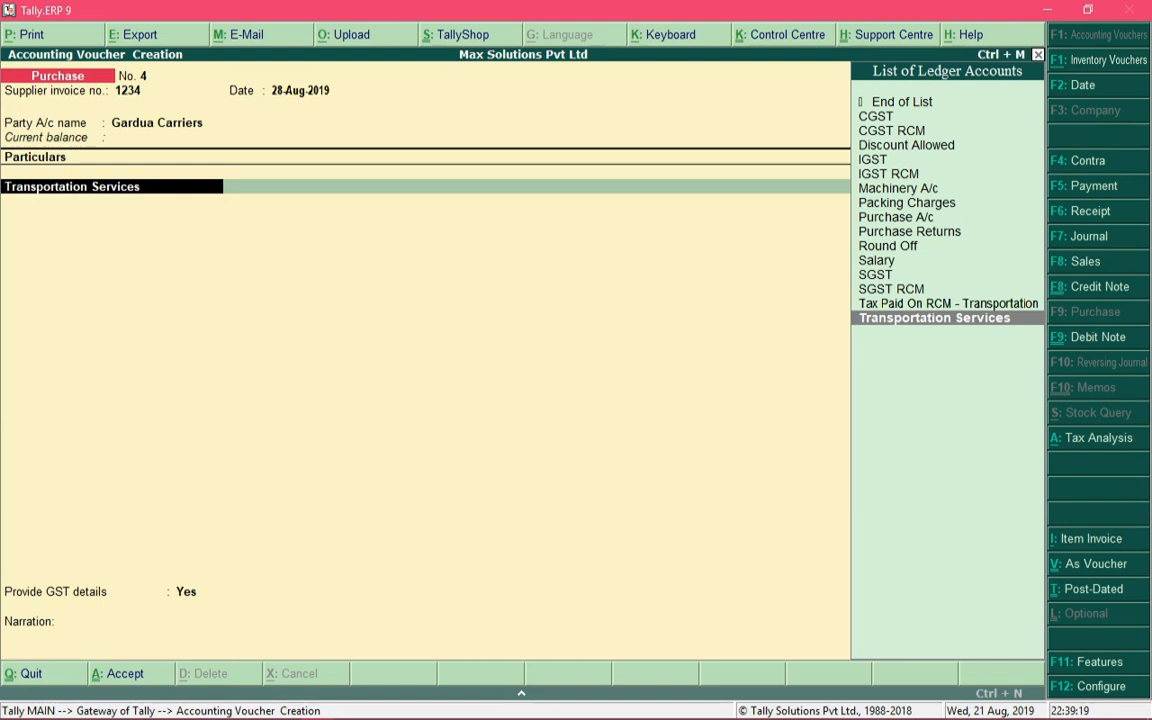 Tally.ERP 9
P: Print E: Export M: E-Mail O: Upload S: TallyShop G: Language K: Keyboard K: Control Centre H: Support Centre H: Help
Accounting Voucher Creation Max Solutions Pvt Ltd Ctrl + M
Purchase No. 4
Supplier invoice no.: 1234 Date : 28-Aug-2019
Party A/c name : Gardua Carriers
Current balance :
Particulars
Transportation Services
Provide GST details : Yes
Narration:
List of Ledger Accounts
End of List
CGST
CGST RCM
Discount Allowed
IGST
IGST RCM
Machinery A/c
Packing Charges
Purchase A/c
Purchase Returns
Round Off
Salary
SGST
SGST RCM
Tax Paid On RCM - Transportation
Transportation Services
F1: Accounting Vouchers
F1: Inventory Vouchers
F2: Date
F3: Company
F4: Contra
F5: Payment
F6: Receipt
F7: Journal
F8: Sales
F8: Credit Note
F9: Purchase
F9: Debit Note
F10: Reversing Journal
F10: Memos
S: Stock Query
A: Tax Analysis
I: Item Invoice
V: As Voucher
T: Post-Dated
L: Optional
F11: Features
F12: Configure
Q: Quit A: Accept D: Delete X: Cancel
Ctrl + N
Tally MAIN --> Gateway of Tally --> Accounting Voucher Creation © Tally Solutions Pvt Ltd., 1988-2018 Wed, 21 Aug, 2019 22:39:19